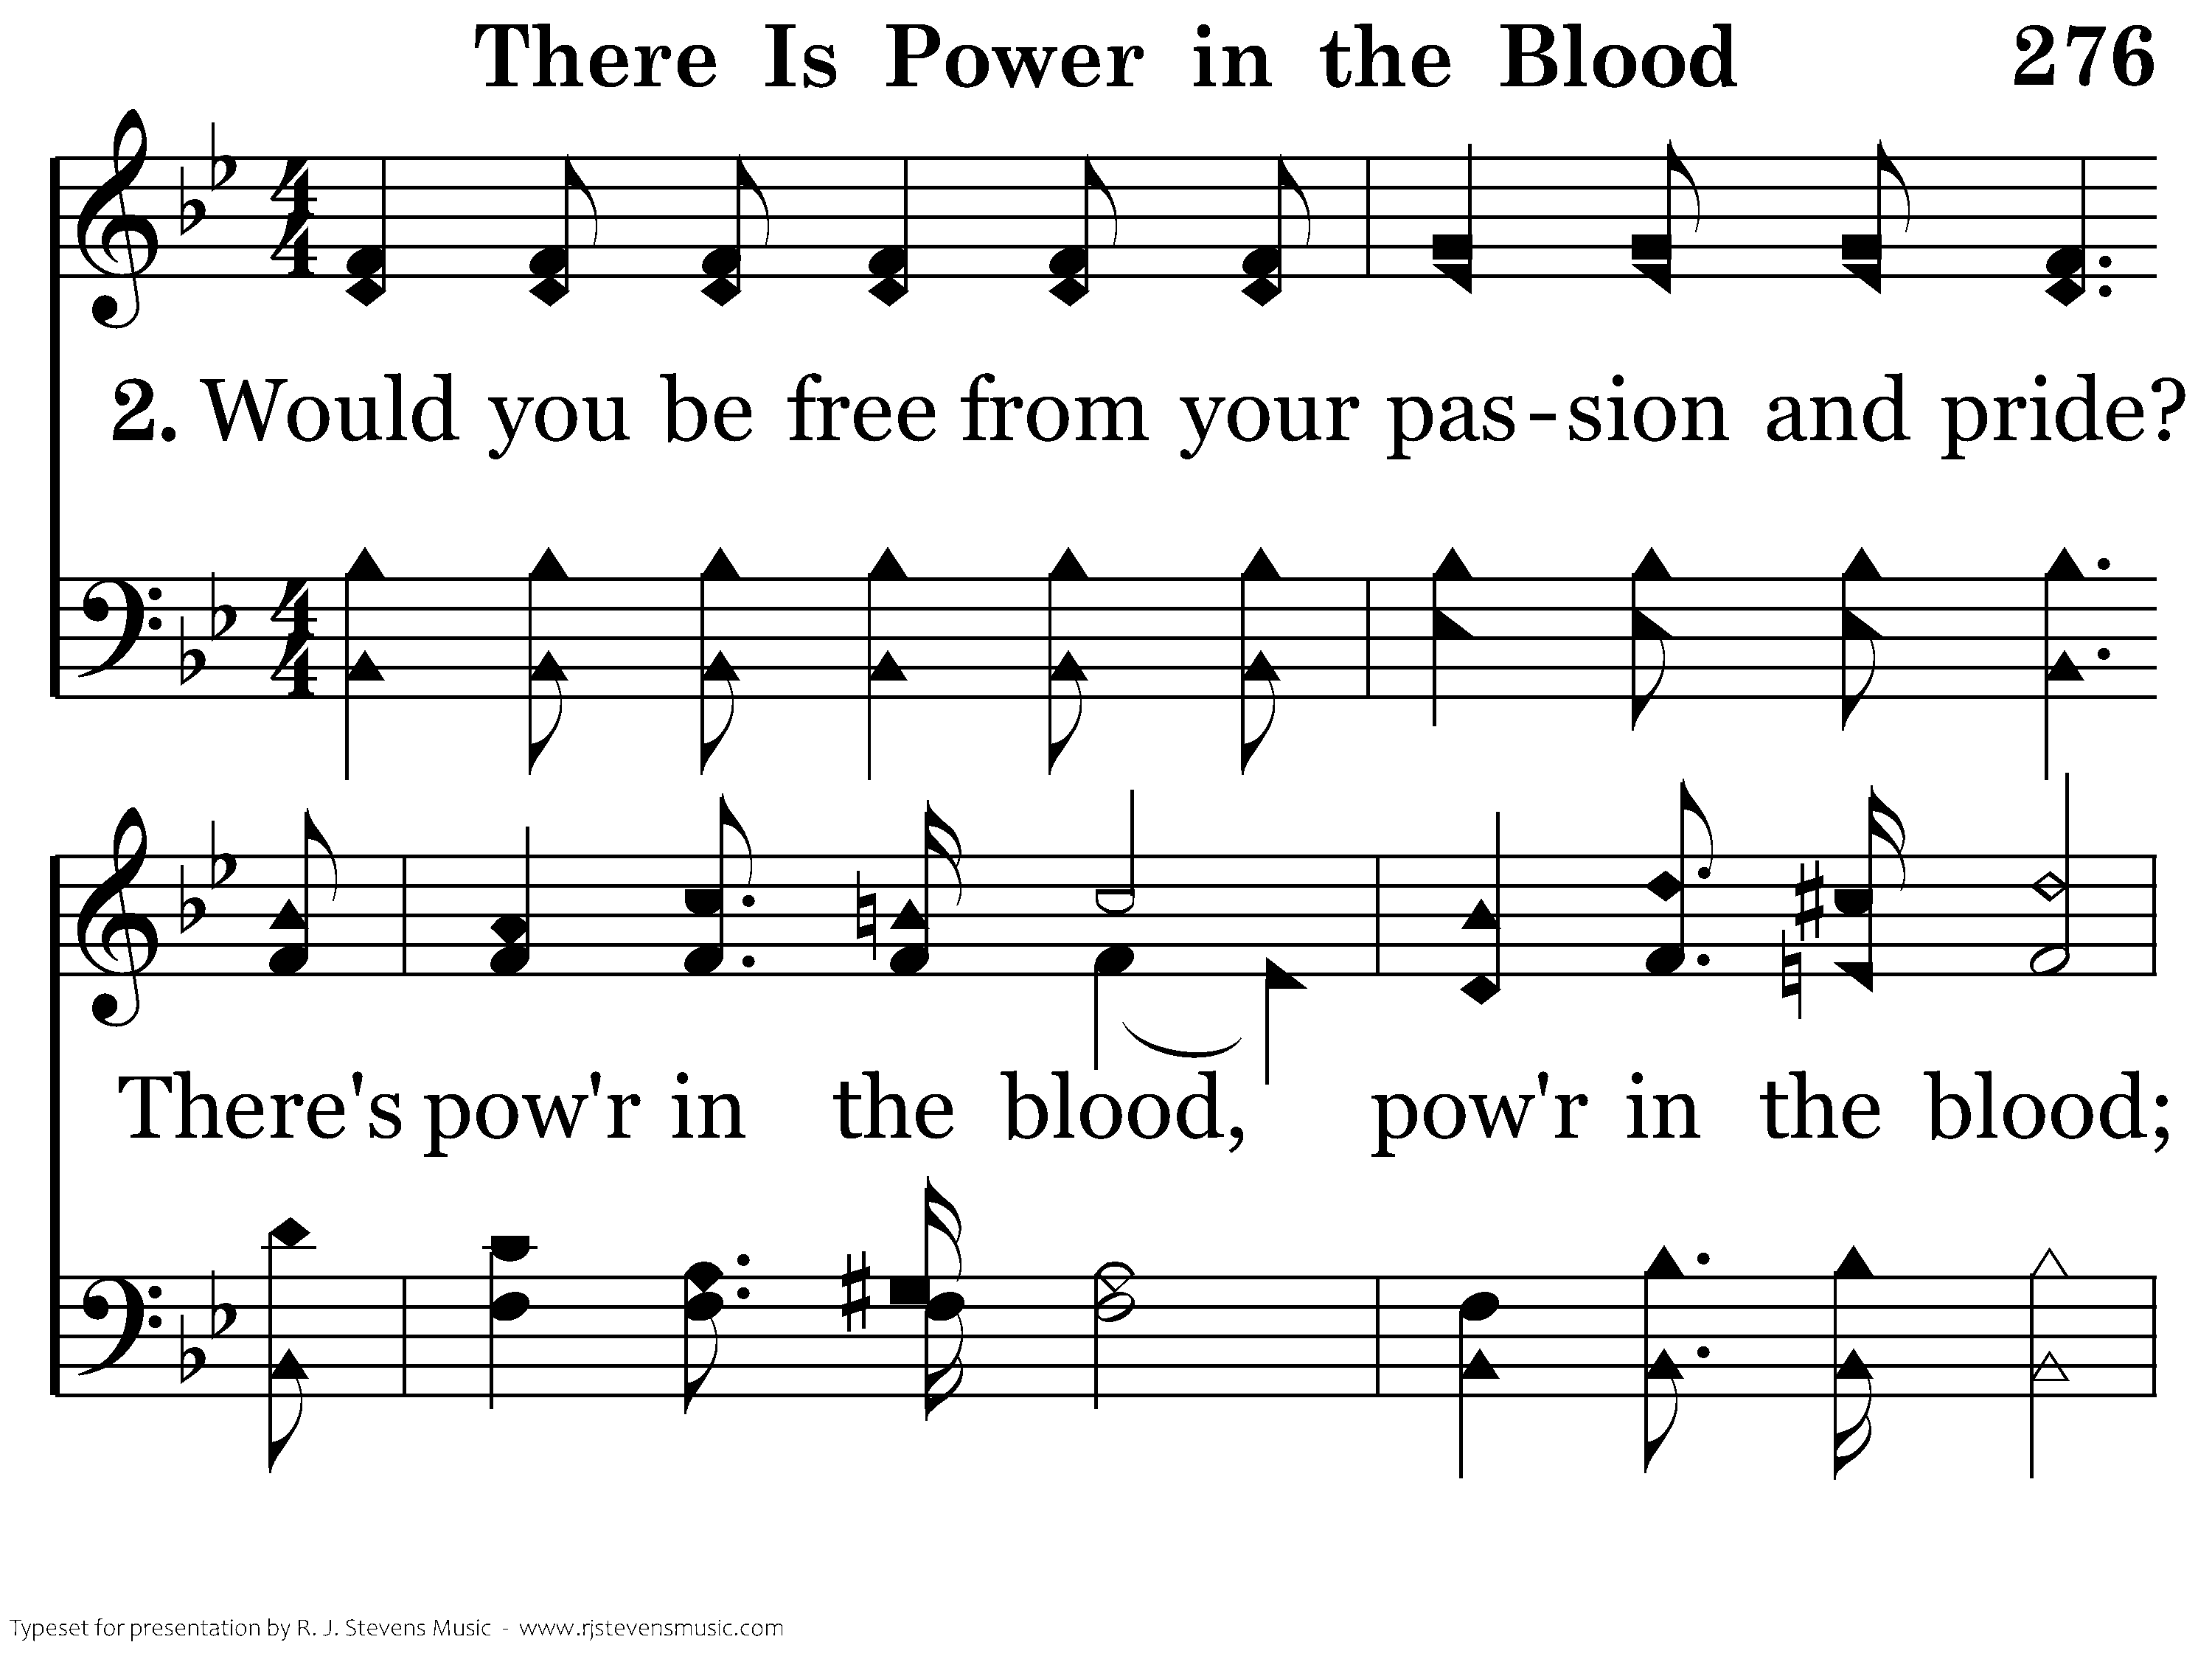 There Is Power in the Blood 276
2. Would you be free from your pas-sion and pride?
There's pow'r in the blood, pow'r in the blood;
Typeset for presentation by R. J. Stevens Music - www.rjstevensmusic.com